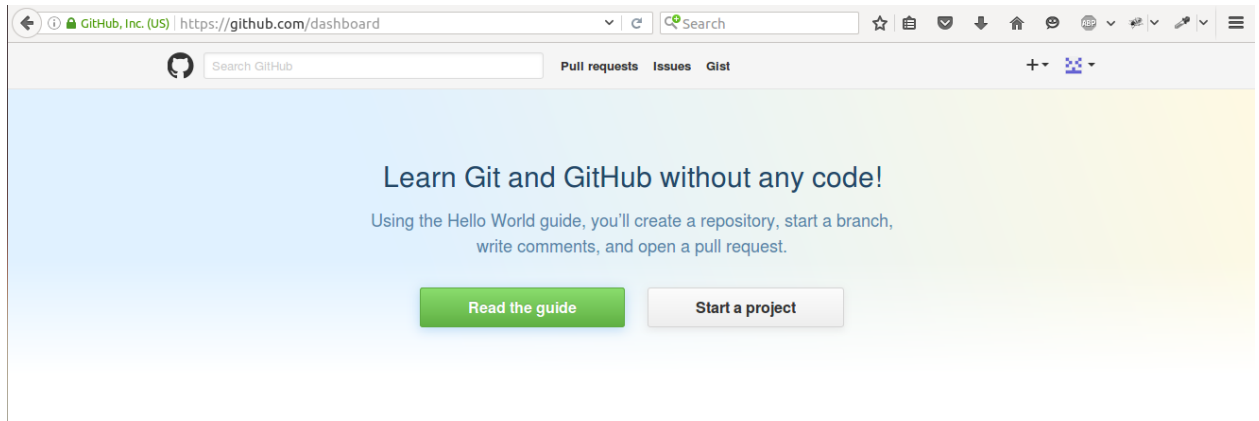 GitHub, Inc. (US) https://github.com/dashboard Search ABP
Search GitHub Pull requests Issues Gist
Learn Git and GitHub without any code!
Using the Hello World guide, you’ll create a repository, start a branch,
write comments, and open a pull request.
Read the guide Start a project